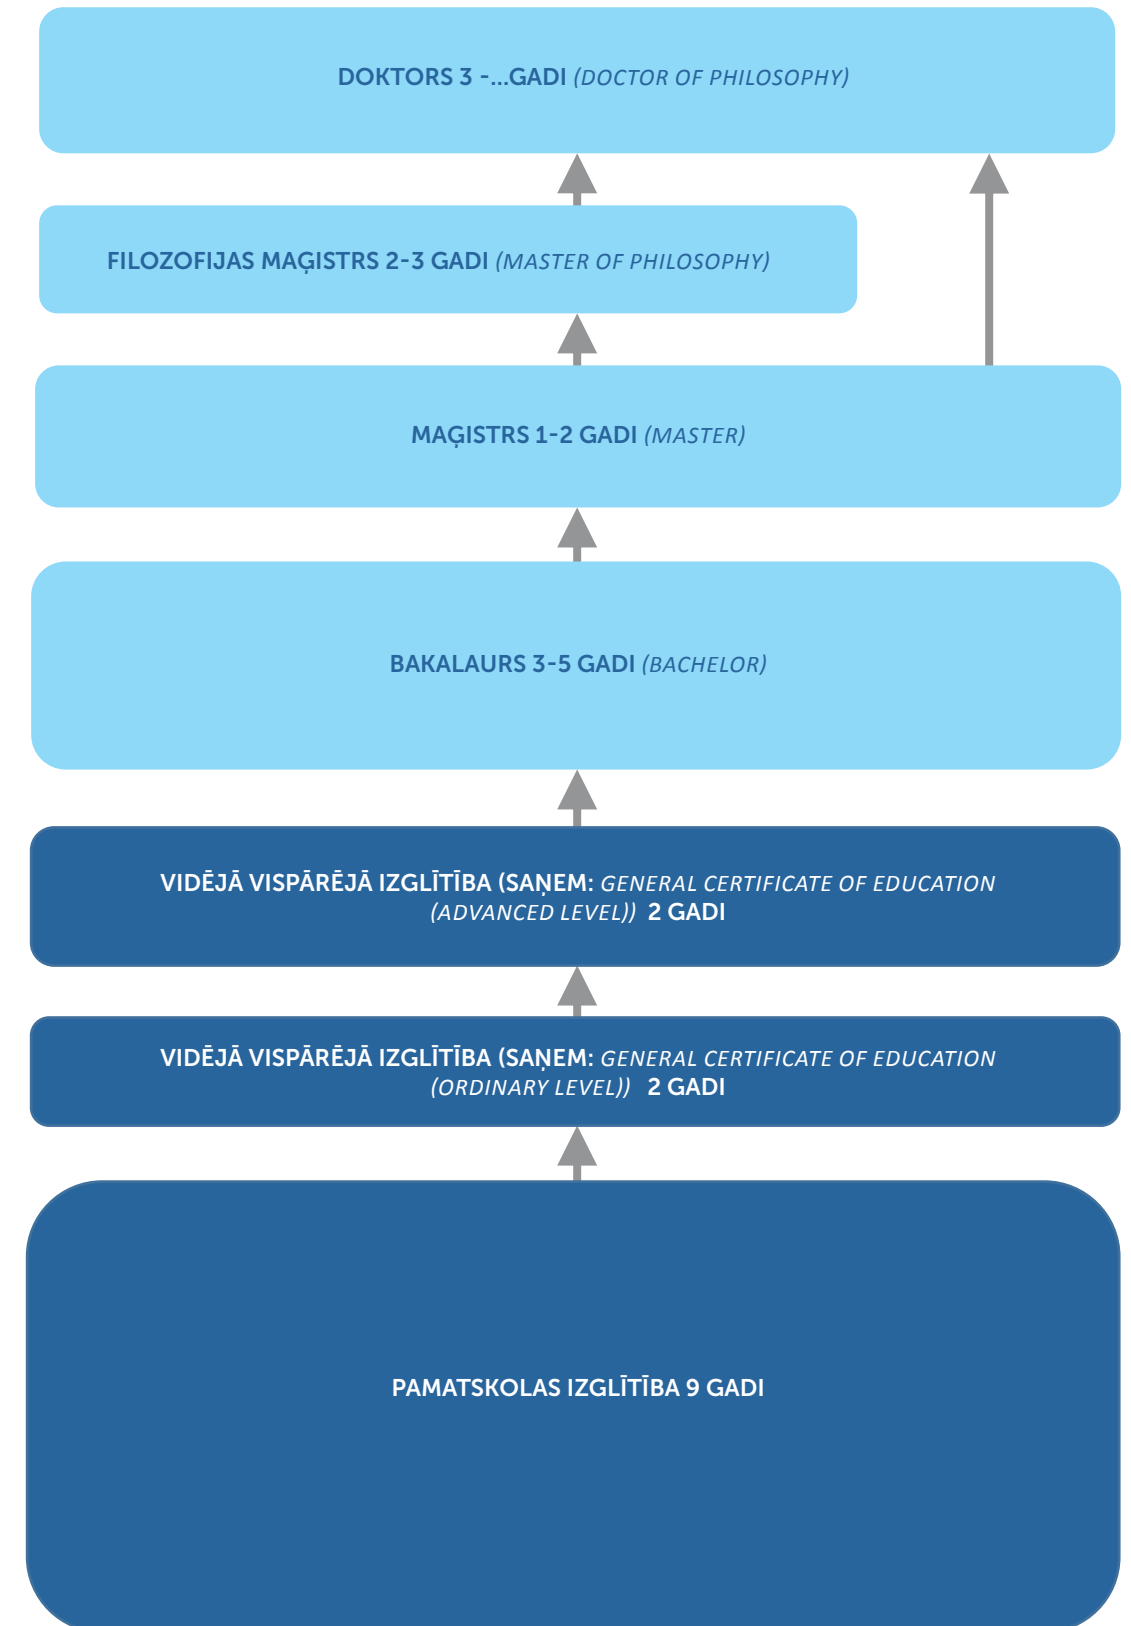 DOKTORS 3 -...GADI (DOCTOR OF PHILOSOPHY)
FILOZOFIJAS MAĢISTRS 2-3 GADI (MASTER OF PHILOSOPHY)
MAĢISTRS 1-2 GADI (MASTER)
BAKALAURS 3-5 GADI (BACHELOR)
VIDĒJĀ VISPĀRĒJĀ IZGLĪTĪBA (SAŅEM: GENERAL CERTIFICATE OF EDUCATION
(ADVANCED LEVEL)) 2 GADI
VIDĒJĀ VISPĀRĒJĀ IZGLĪTĪBA (SAŅEM: GENERAL CERTIFICATE OF EDUCATION
(ORDINARY LEVEL)) 2 GADI
PAMATSKOLAS IZGLĪTĪBA 9 GADI